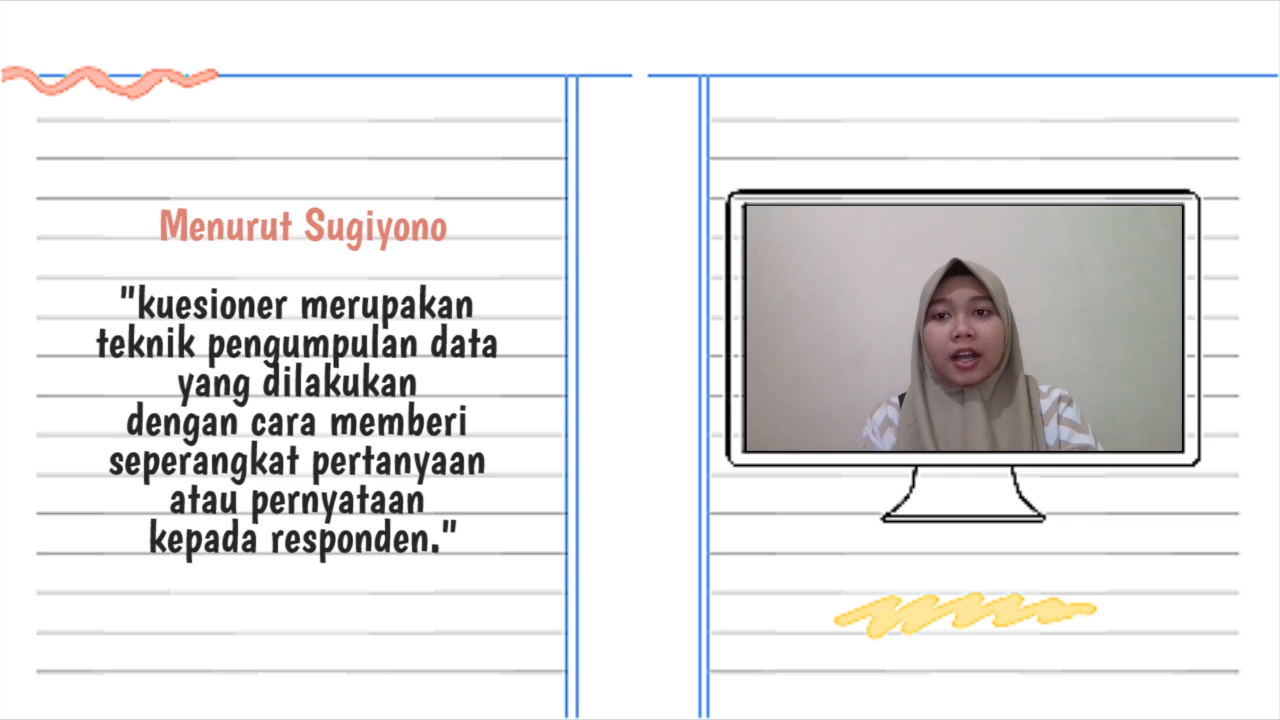 Menurut Sugiyono
"kuesioner merupakan
teknik pengumpulan data
yang dilakukan
dengan cara memberi
seperangkat pertanyaan
atau pernyataan
kepada responden."